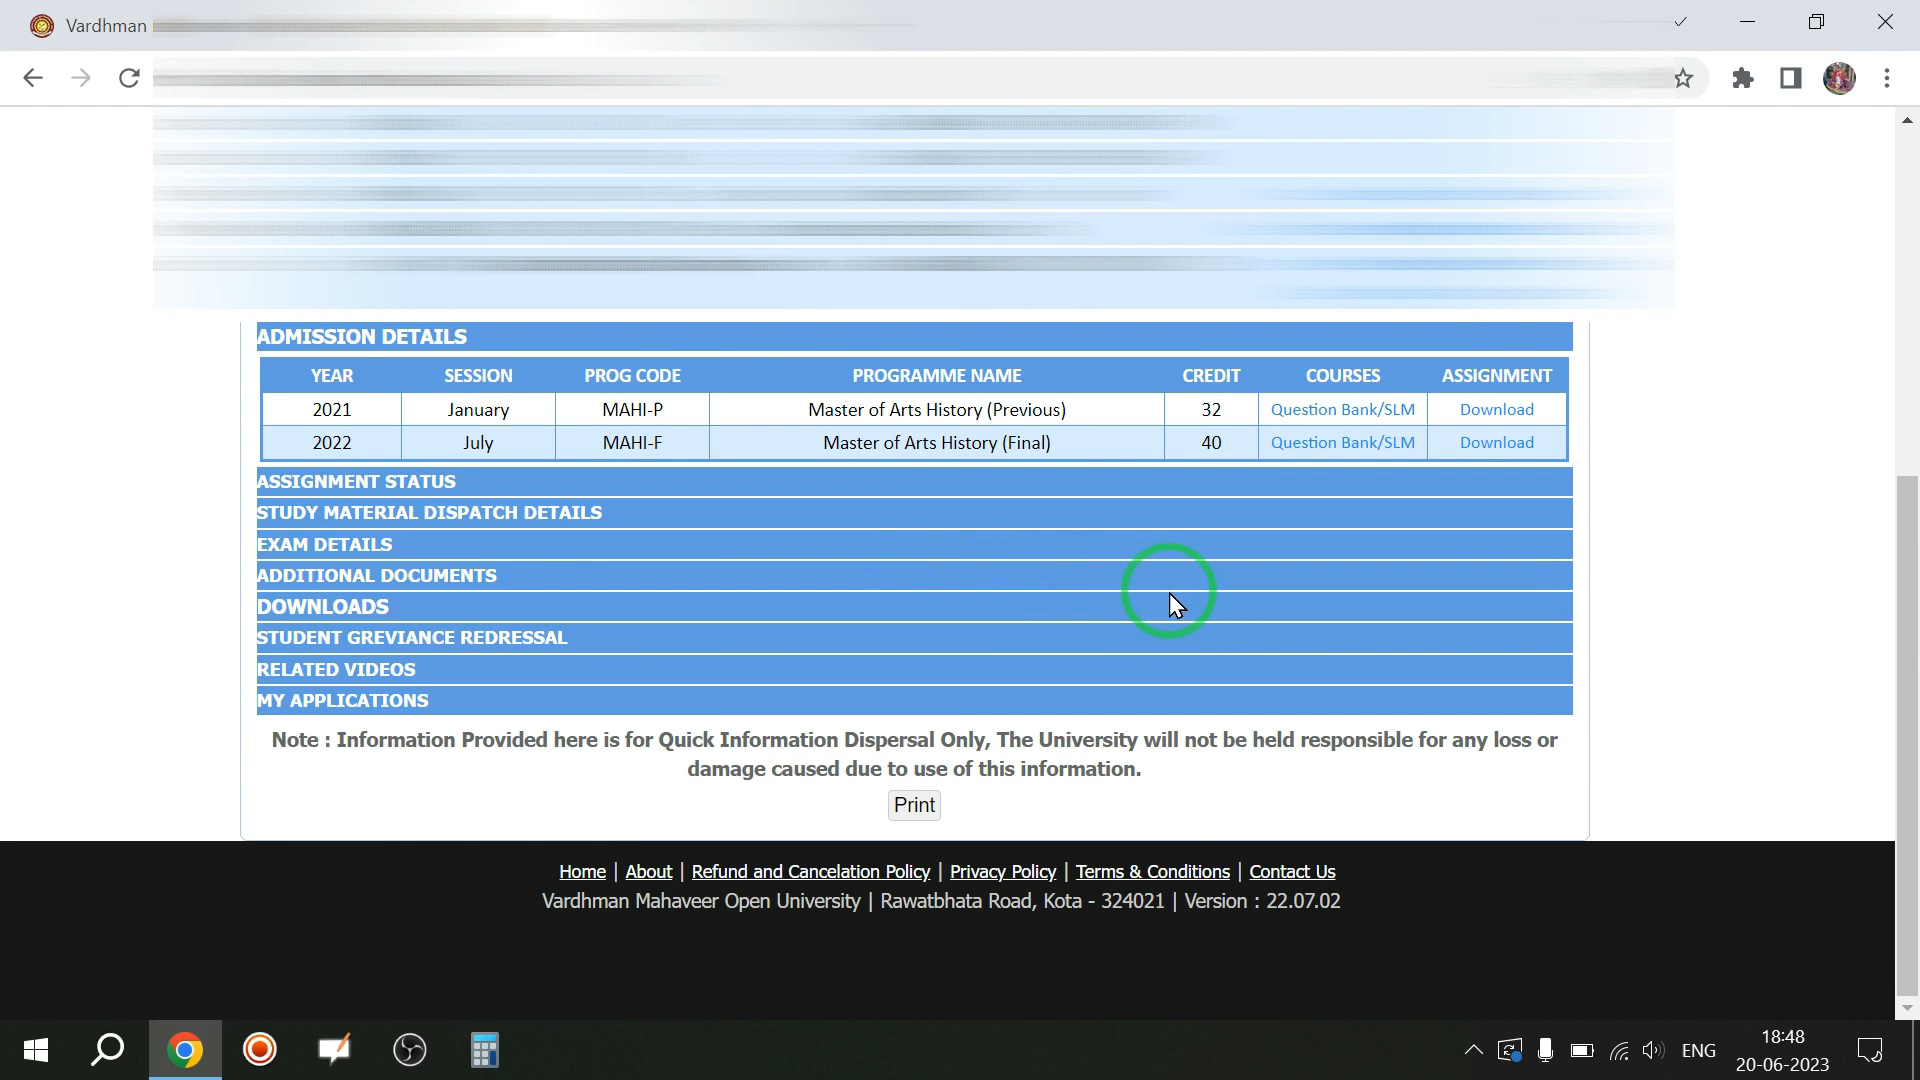 Vardhman
ADMISSION DETAILS
YEAR SESSION PROG CODE PROGRAMME NAME CREDIT COURSES ASSIGNMENT
2021 January MAHI-P Master of Arts History (Previous) 32 Question Bank/SLM Download
2022 July MAHI-F Master of Arts History (Final) 40 Question Bank/SLM Download
ASSIGNMENT STATUS
STUDY MATERIAL DISPATCH DETAILS
EXAM DETAILS
ADDITIONAL DOCUMENTS
DOWNLOADS
STUDENT GREVIANCE REDRESSAL
RELATED VIDEOS
MY APPLICATIONS
Note : Information Provided here is for Quick Information Dispersal Only, The University will not be held responsible for any loss or
damage caused due to use of this information.
Print
Home | About | Refund and Cancelation Policy | Privacy Policy | Terms & Conditions | Contact Us
Vardhman Mahaveer Open University | Rawatbhata Road, Kota - 324021 | Version : 22.07.02
ENG
18:48
20-06-2023